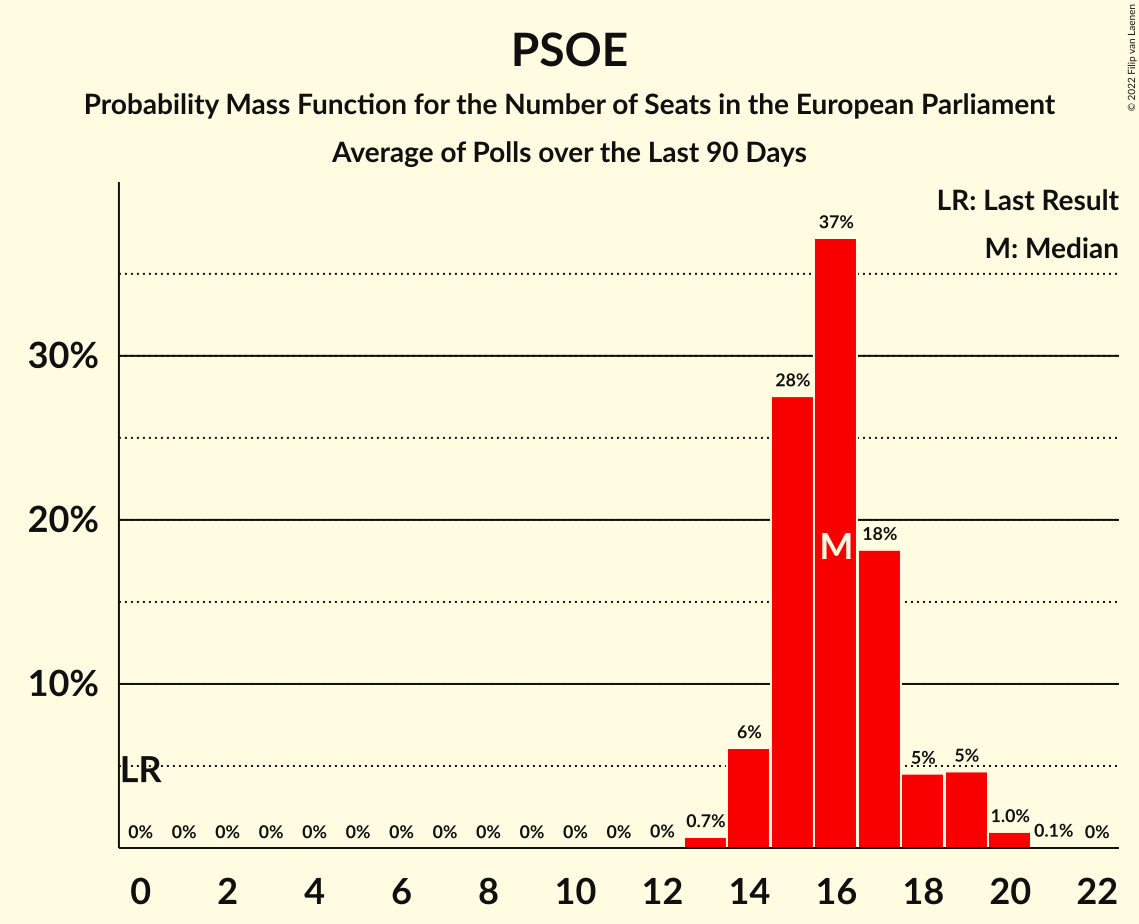 PSOE
Probability Mass Function for the Number of Seats in the European Parliament
Average of Polls over the Last 90 Days
© 2022 Filip van Laenen
LR: Last Result
M: Median
30%
20%
10%
37%
28%
M
18%
6%
5%
5%
LR
0%
0%
0%
0%
0%
0%
0%
0%
0%
0%
0%
0%
0%
0.7%
1.0%
0.1%
0%
0 2 4 6 8 10 12 14 16 18 20 22